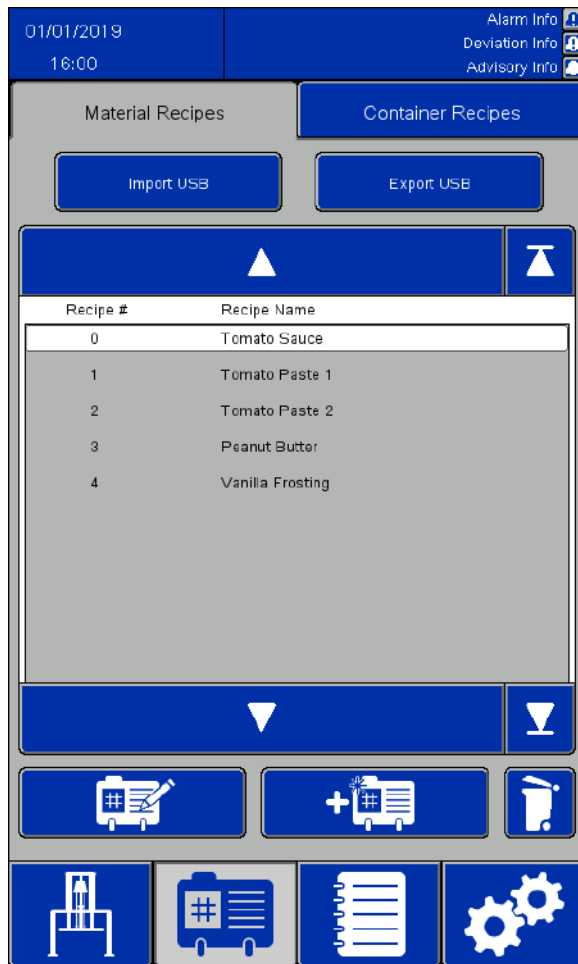 01/01/2019
16:00
Alarm Info
Deviation Info
Advisory Info
Material Recipes
Container Recipes
Import USB
Export USB
Recipe # Recipe Name
0 Tomato Sauce
1 Tomato Paste 1
2 Tomato Paste 2
3 Peanut Butter
4 Vanilla Frosting
#
+ #
#